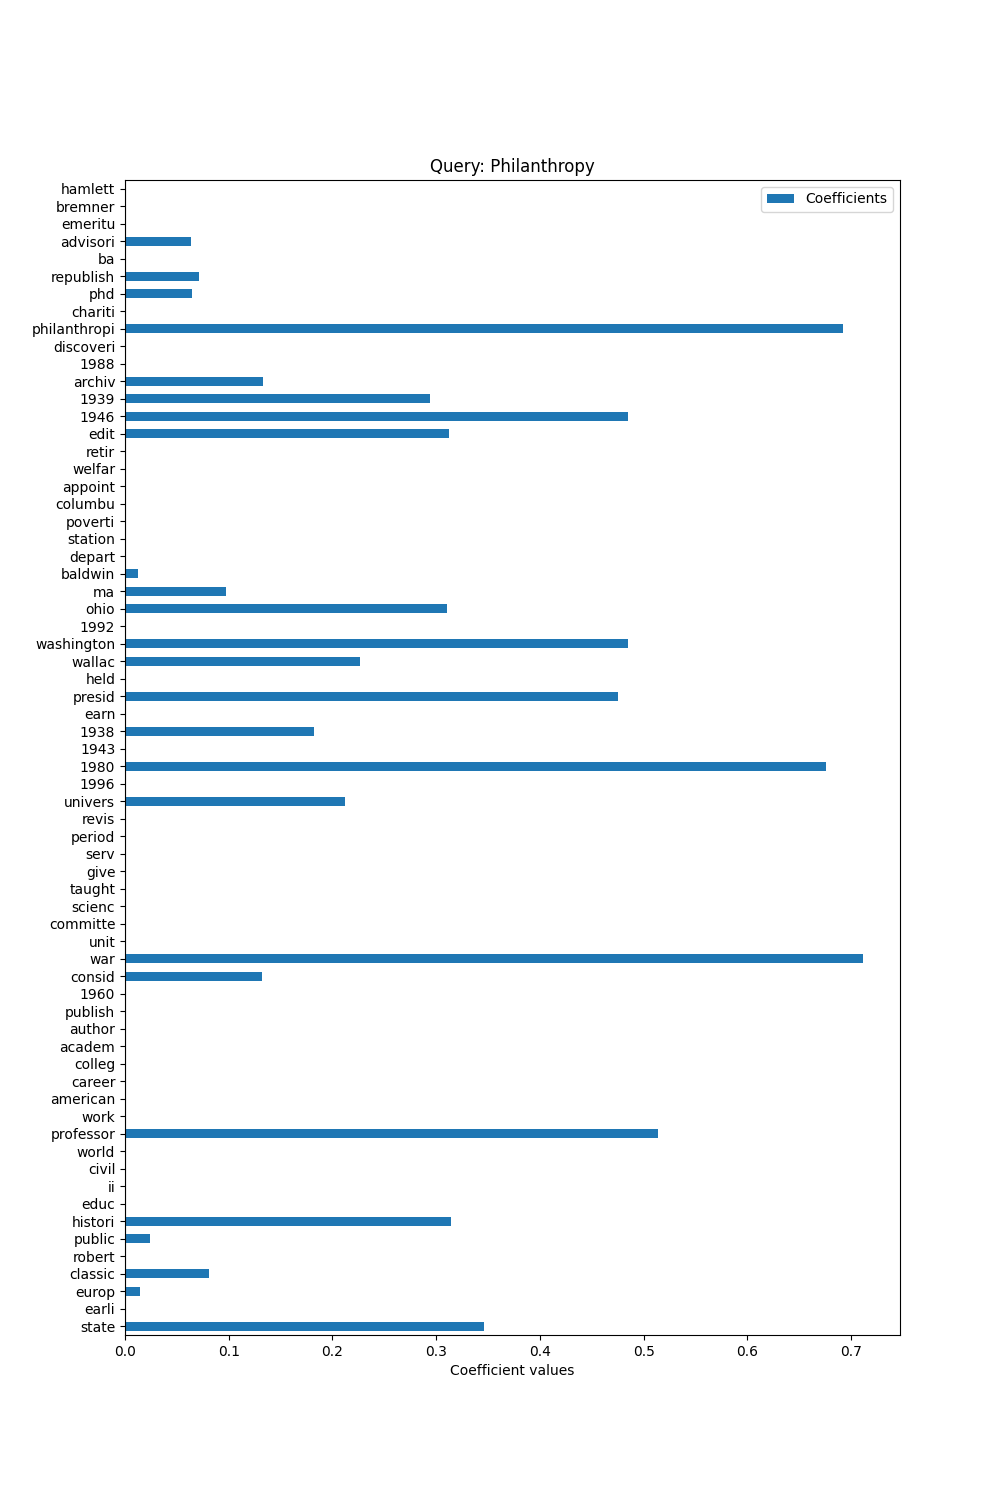 Query: Philanthropy
Coefficients
hamlett
bremner
emeritu
advisori
ba
republish
phd
chariti
philanthropi
discoveri
1988
archiv
1939
1946
edit
retir
welfar
appoint
columbu
poverti
station
depart
baldwin
ma
ohio
1992
washington
wallac
held
presid
earn
1938
1943
1980
1996
univers
revis
period
serv
give
taught
scienc
committe
unit
war
consid
1960
publish
author
academ
colleg
career
american
work
professor
world
civil
ii
educ
histori
public
robert
classic
europ
earli
state
0.0 0.1 0.2 0.3 0.4 0.5 0.6 0.7
Coefficient values